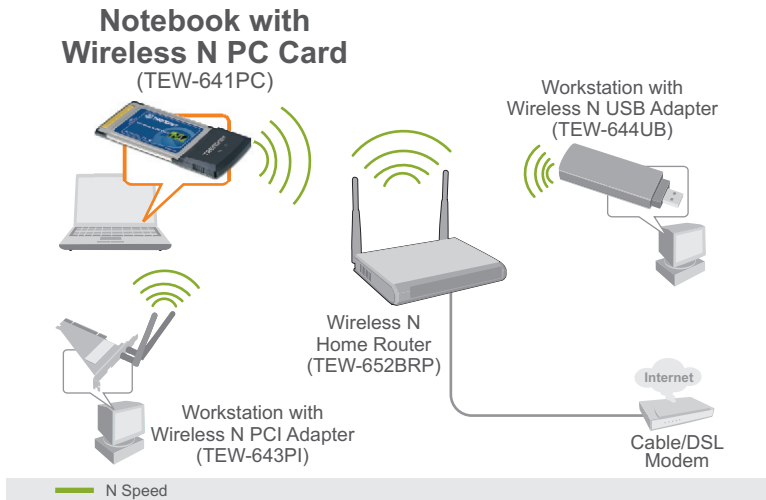 Notebook with
Wireless N PC Card
(TEW-641PC)
Workstation with
Wireless N USB Adapter
(TEW-644UB)
TRENDnet
Wireless N
Home Router
(TEW-652BRP)
Internet
Workstation with
Wireless N PCI Adapter
(TEW-643PI)
Cable/DSL
Modem
N Speed